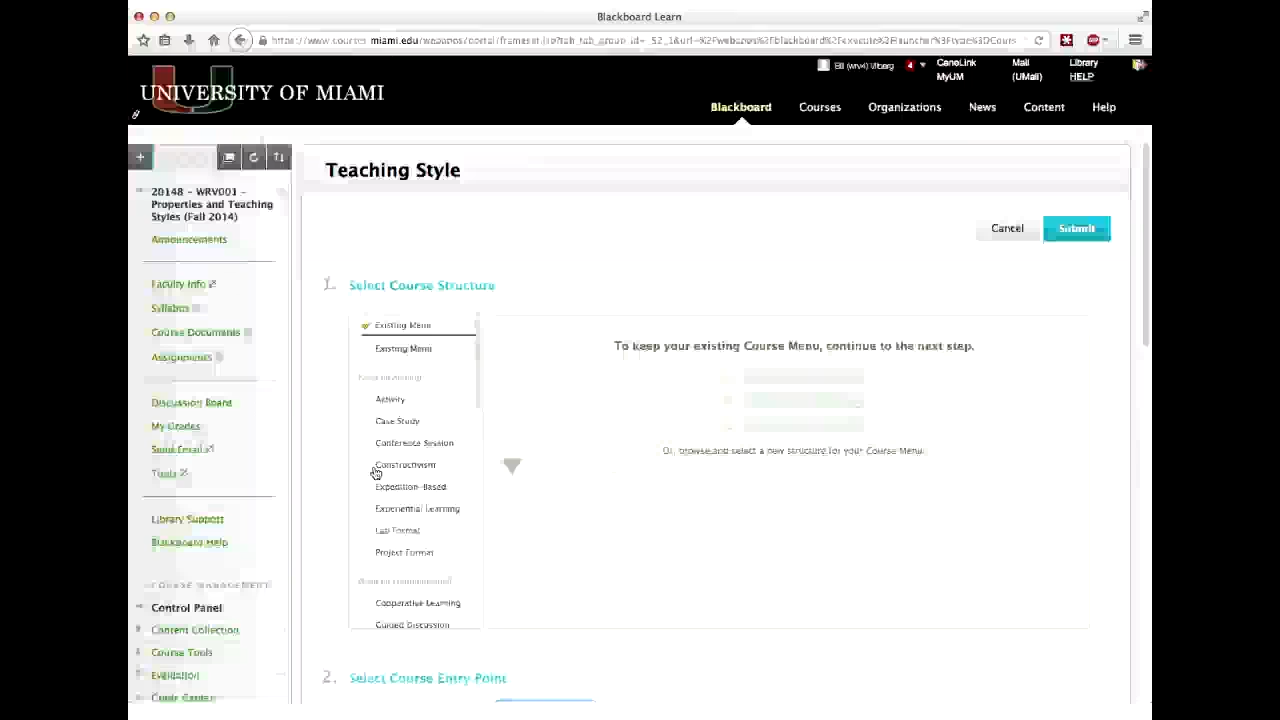 Blackboard Learn
UNIVERSITY OF MIAMI
4
CaneLink
MyUM
Mail
(UMail)
Library
HELP
Blackboard
Courses
Organizations
News
Content
Help
20148 - WRV001 -
Properties and Teaching
Styles (Fall 2014)
Announcements
Faculty Info
Syllabus
Course Documents
Assignments
Discussion Board
My Grades
Send Email
Tools
Library Support
Blackboard Help
COURSE MANAGEMENT
Control Panel
Content Collection
Course Tools
Evaluation
Grade Center
Teaching Style
Cancel
Submit
1. Select Course Structure
Existing Menu
Existing Menu
Activity
Case Study
Conference Session
Constructivism
Expedition-Based
Experiential Learning
Lab Format
Project Format
Cooperative Learning
Guided Discussion
To keep your existing Course Menu, continue to the next step.
Or, browse and select a new structure for your Course Menu.
2. Select Course Entry Point